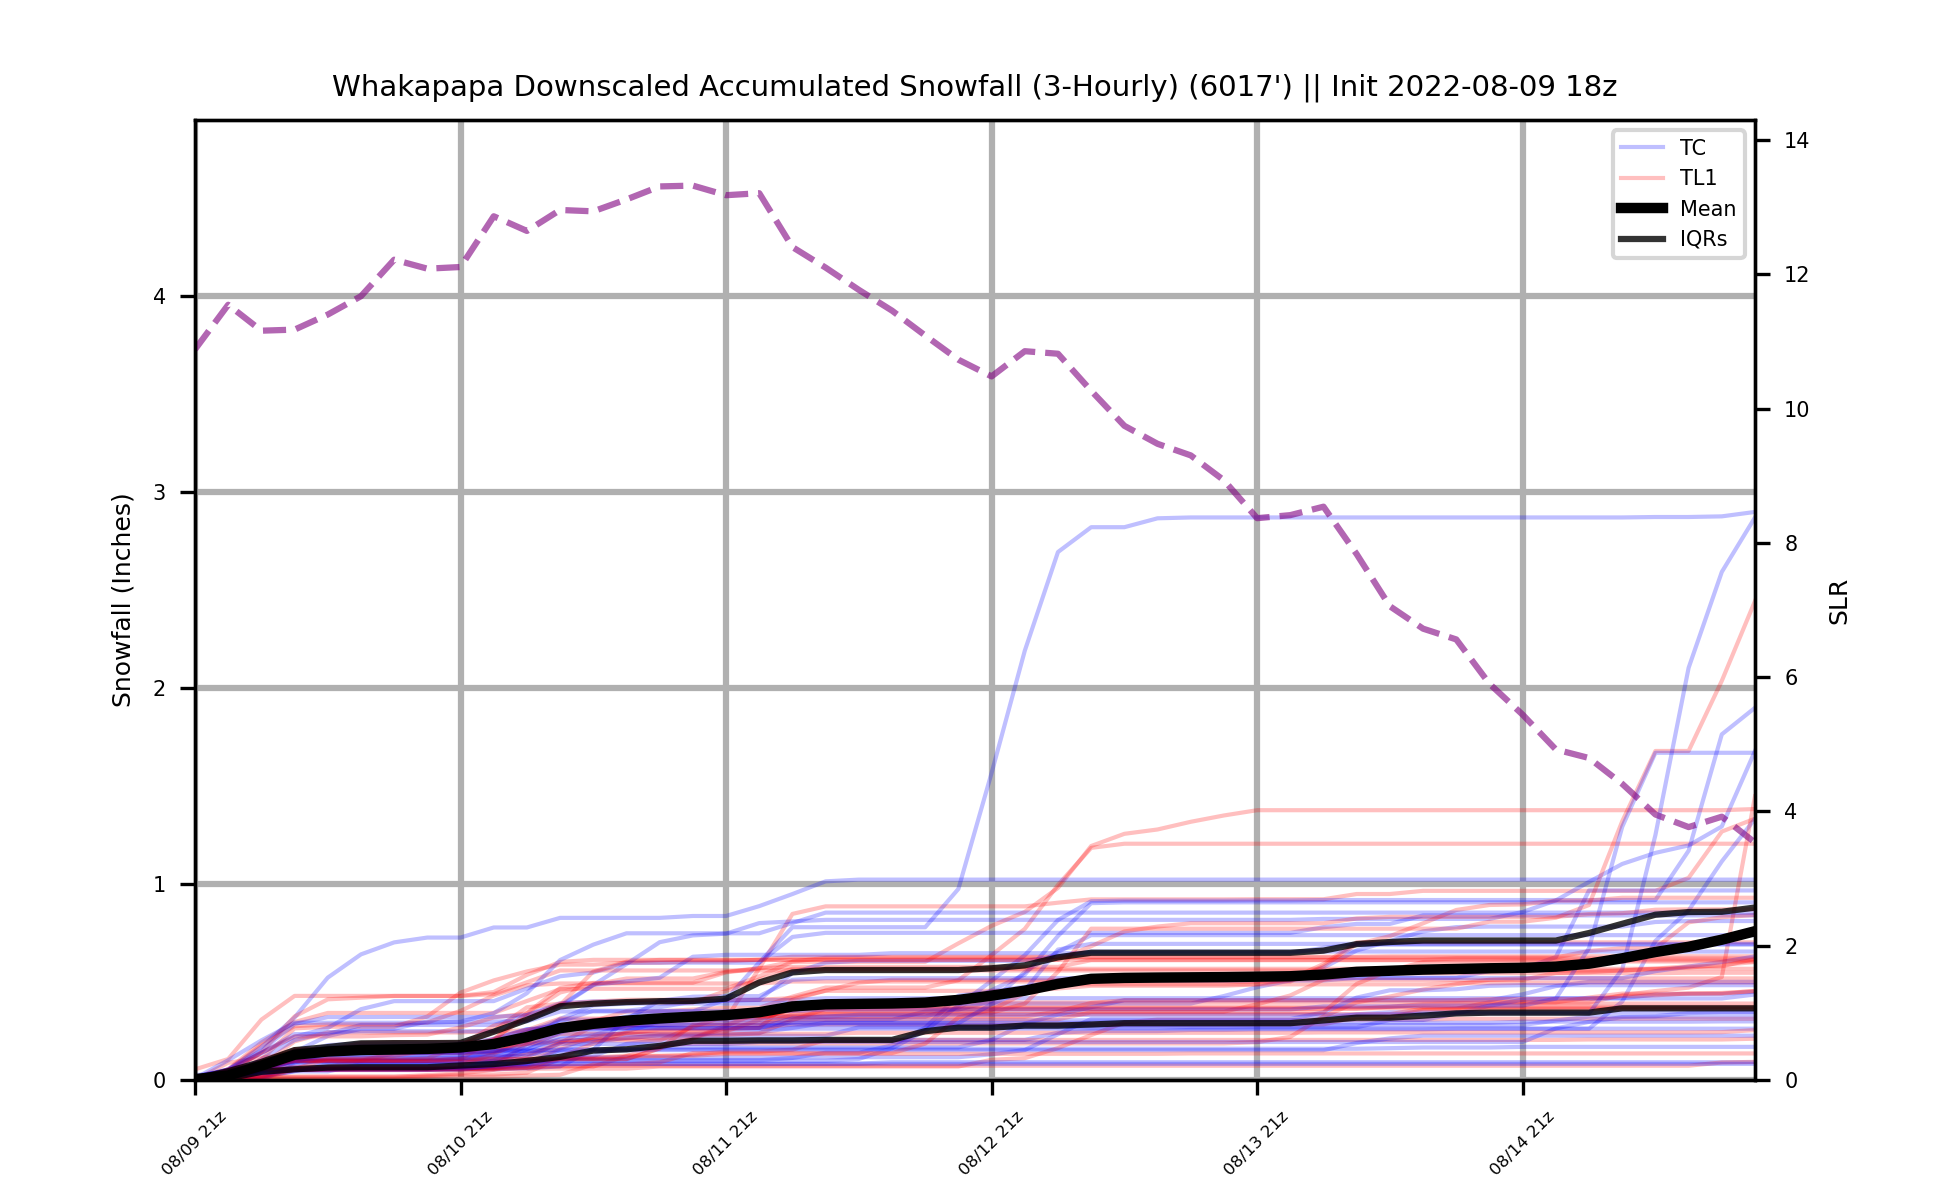 Whakapapa Downscaled Accumulated Snowfall (3-Hourly) (6017') || Init 2022-08-09 18z
TC
TL1
Mean
IQRs
Snowfall (Inches)
4
3
2
1
0
SLR
14
12
10
8
6
4
2
0
08/09 21z
08/10 21z
08/11 21z
08/12 21z
08/13 21z
08/14 21z